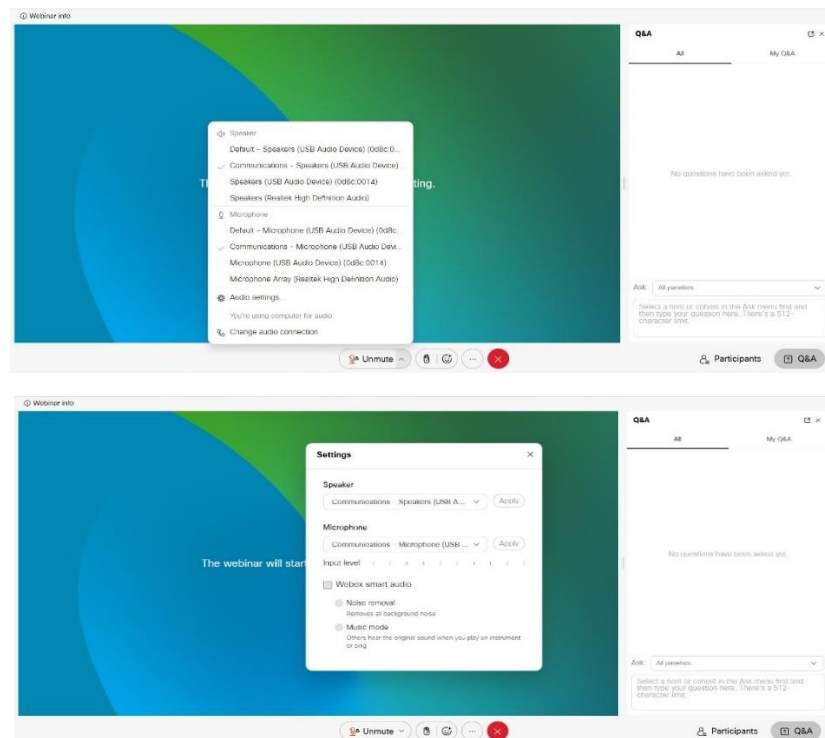 Webinar info
Q&A
All
My Q&A
Speaker
Default - Speakers (USB Audio Device) (0d8c:0...
Communications - Speakers (USB Audio Device)
Speakers (USB Audio Device) (0d8c:0014)
Speakers (Realtek High Definition Audio)
Th
ting.
Microphone
Default - Microphone (USB Audio Device) (0d8c
Communications - Microphone (USB Audio Devi...
Microphone (USB Audio Device) (0d8c:0014)
Microphone Array (Realtek High Definition Audio)
Audio settings
You're using computer for audio
Change audio connection
No questions have been asked yet.
Ask: All panelists
Select a host or cohost in the Ask menu first and
then type your question here. There's a 512-
character limit.
Unmute
Participants
Q&A
Webinar info
Q&A
All
My Q&A
Settings
Speaker
Communications - Speakers (USB A...
Apply
Microphone
Communications - Microphone (USB ...
Apply
The webinar will star
Input level
Webex smart audio
Noise removal
Removes all background noise
Music mode
Others hear the original sound when you play an instrument
or sing
No questions have been asked yet.
Ask: All panelists
Select a host or cohost in the Ask menu first and
then type your question here. There's a 512-
character limit.
Unmute
Participants
Q&A